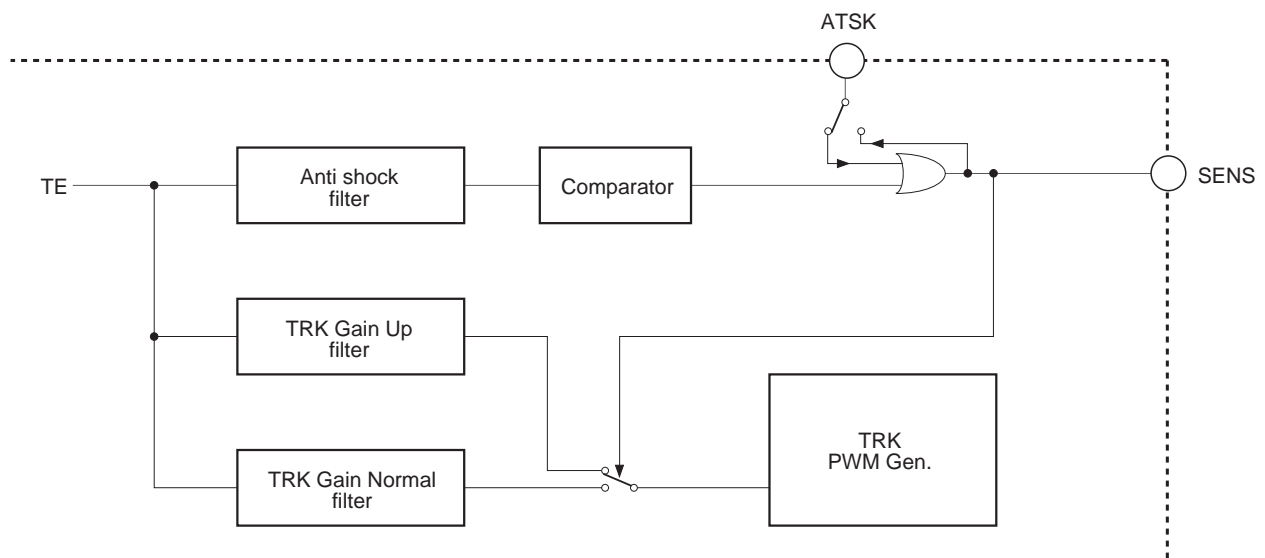 ATSK
TE
Anti shock
filter
Comparator
SENS
TRK Gain Up
filter
TRK
PWM Gen.
TRK Gain Normal
filter